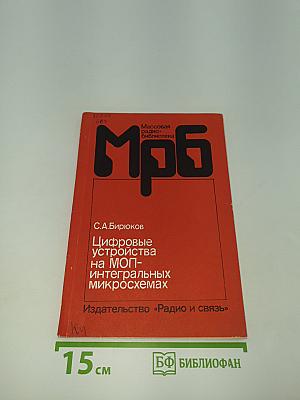 Массовая
радио-
библиотека
Мрб
С.А.Бирюков
Цифровые
устройства
на МОП-
интегральных
микросхемах
Издательство «Радио и связь»
15 см
БФ БИБЛИОФАН